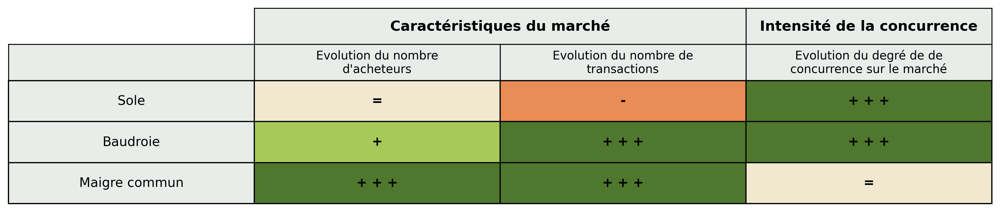 Caractéristiques du marché
Intensité de la concurrence
Evolution du nombre
d'acheteurs
Evolution du nombre de
transactions
Evolution du degré de de
concurrence sur le marché
Sole
=
-
+ + +
Baudroie
+
+ + +
+ + +
Maigre commun
+ + +
+ + +
=